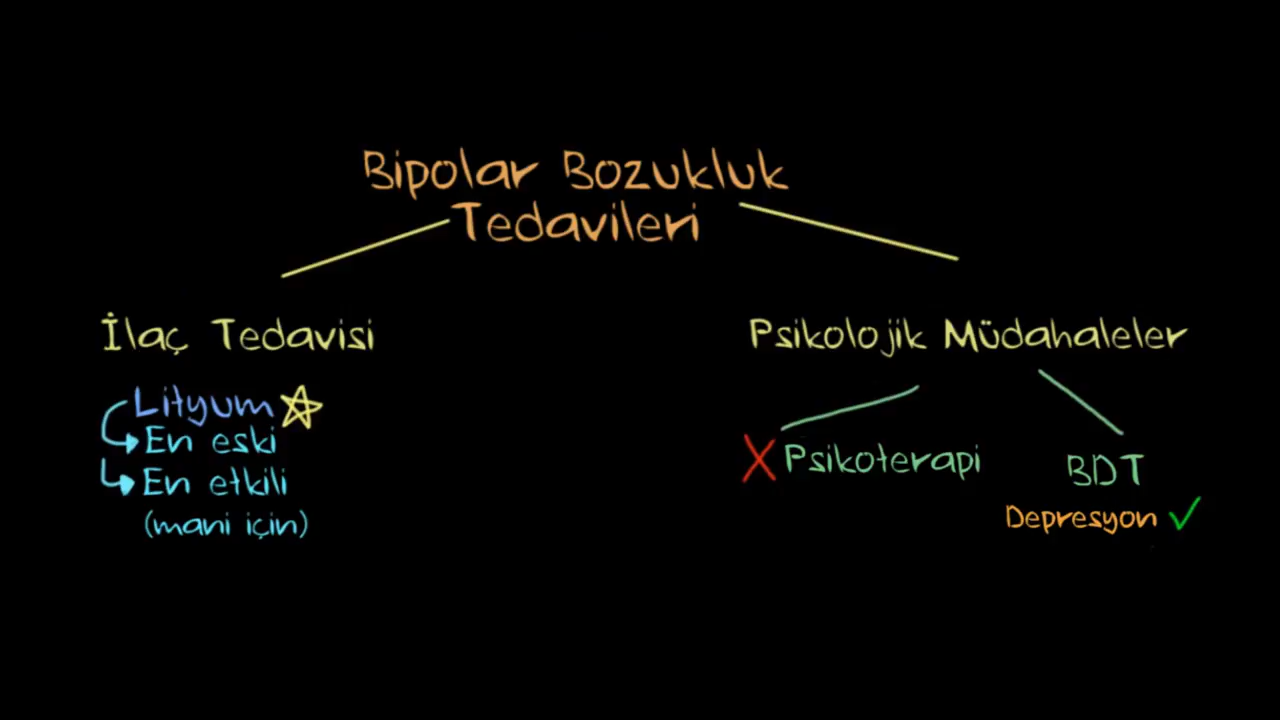 Bipolar Bozukluk
Tedavileri
İlaç Tedavisi
Lityum
En eski
En etkili
(mani için)
Psikolojik Müdahaleler
X Psikoterapi
BDT
Depresyon ✓